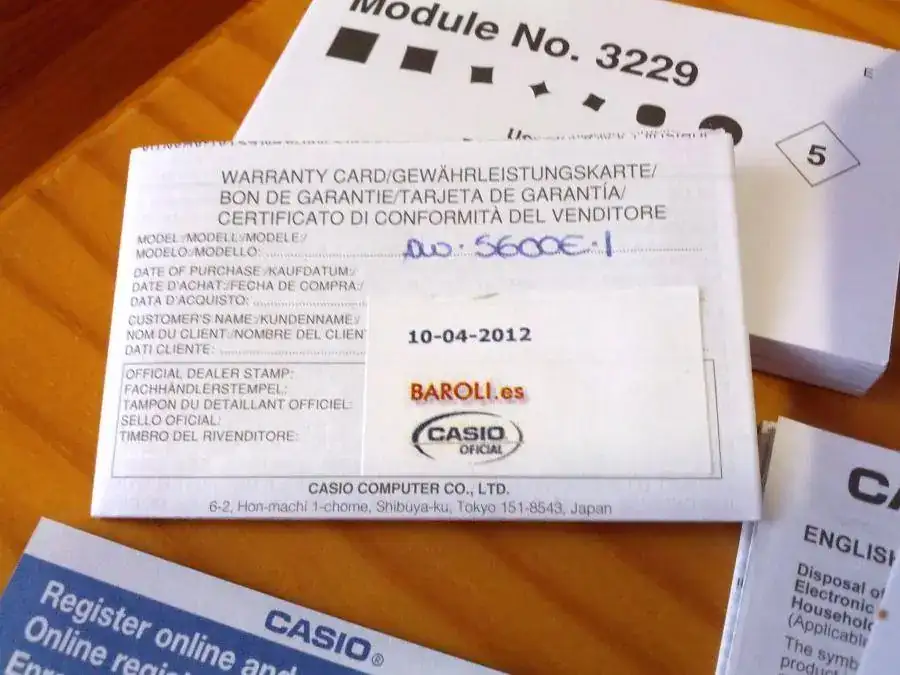 Module No. 3229
E
5
WARRANTY CARD/GEWÄHRLEISTUNGSKARTE/
BON DE GARANTIE/TARJETA DE GARANTÍA/
CERTIFICATO DI CONFORMITÀ DEL VENDITORE
MODEL:/MODELL:/MODELE:/
MODELO:/MODELLO: DW-5600E-1
DATE OF PURCHASE:/KAUFDATUM:/
DATE D'ACHAT:/FECHA DE COMPRA:/
DATA D'ACQUISTO:
CUSTOMER'S NAME:/KUNDENNAME:/
NOM DU CLIENT:/NOMBRE DEL CLIENT
DATI CLIENTE:
10-04-2012
OFFICIAL DEALER STAMP:
FACHHÄNDLERSTEMPEL:
TAMPON DU DETAILLANT OFFICIEL:
SELLO OFICIAL:
TIMBRO DEL RIVENDITORE:
BAROLI.es
CASIO
OFICIAL
CASIO COMPUTER CO., LTD.
6-2, Hon-machi 1-chome, Shibuya-ku, Tokyo 151-8543, Japan
CASIO®
Register online and
Online regis
Enr
CA
ENGLISH
Disposal of
Electronic
Household
(Applicable
The symb
product